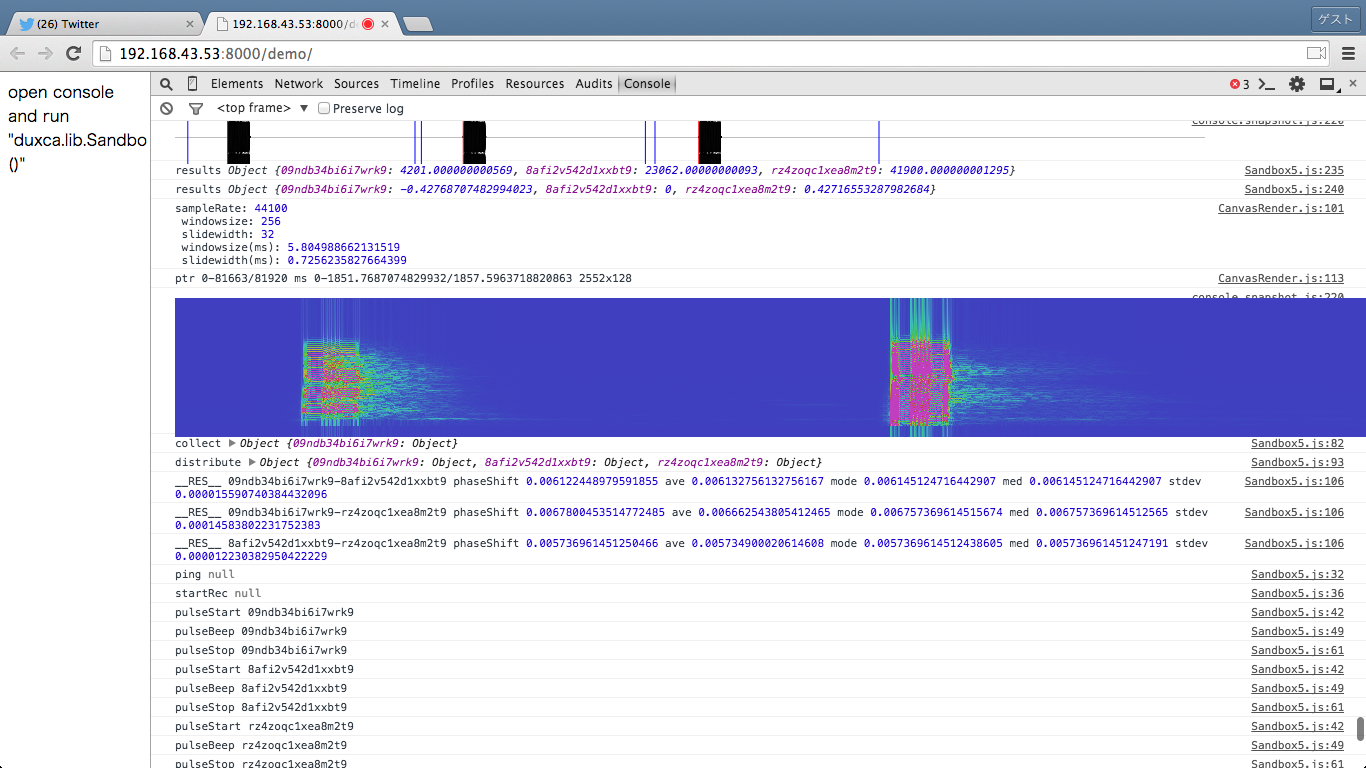 (26) Twitter
192.168.43.53:8000/d
ゲスト
192.168.43.53:8000/demo/
open console
and run
"duxca.lib.Sandbo
()"
Elements Network Sources Timeline Profiles Resources Audits Console
3
<top frame> Preserve log
console.snapshot.js:220
results Object {09ndb34bi6i7wrk9: 4201.000000000569, 8afi2v542d1xxbt9: 23062.00000000093, rz4zoqc1xea8m2t9: 41900.000000001295} Sandbox5.js:235
results Object {09ndb34bi6i7wrk9: -0.42768707482994023, 8afi2v542d1xxbt9: 0, rz4zoqc1xea8m2t9: 0.42716553287982684} Sandbox5.js:240
sampleRate: 44100 CanvasRender.js:101
windowsize: 256
slidewidth: 32
windowsize(ms): 5.804988662131519
slidewidth(ms): 0.7256235827664399
ptr 0-81663/81920 ms 0-1851.7687074829932/1857.5963718820863 2552x128 CanvasRender.js:113
console.snapshot.js:220
collect Object {09ndb34bi6i7wrk9: Object} Sandbox5.js:82
distribute Object {09ndb34bi6i7wrk9: Object, 8afi2v542d1xxbt9: Object, rz4zoqc1xea8m2t9: Object} Sandbox5.js:93
__RES__ 09ndb34bi6i7wrk9-8afi2v542d1xxbt9 phaseShift 0.006122448979591855 ave 0.006132756132756167 mode 0.006145124716442907 med 0.006145124716442907 stdev Sandbox5.js:106
0.000015590740384432096
__RES__ 09ndb34bi6i7wrk9-rz4zoqc1xea8m2t9 phaseShift 0.0067800453514772485 ave 0.006662543805412465 mode 0.006757369614515674 med 0.006757369614512565 stdev Sandbox5.js:106
0.00014583802231752383
__RES__ 8afi2v542d1xxbt9-rz4zoqc1xea8m2t9 phaseShift 0.005736961451250466 ave 0.005734900020614608 mode 0.0057369614512438605 med 0.005736961451247191 stdev Sandbox5.js:106
0.000012230382950422229
ping null Sandbox5.js:32
startRec null Sandbox5.js:36
pulseStart 09ndb34bi6i7wrk9 Sandbox5.js:42
pulseBeep 09ndb34bi6i7wrk9 Sandbox5.js:49
pulseStop 09ndb34bi6i7wrk9 Sandbox5.js:61
pulseStart 8afi2v542d1xxbt9 Sandbox5.js:42
pulseBeep 8afi2v542d1xxbt9 Sandbox5.js:49
pulseStop 8afi2v542d1xxbt9 Sandbox5.js:61
pulseStart rz4zoqc1xea8m2t9 Sandbox5.js:42
pulseBeep rz4zoqc1xea8m2t9 Sandbox5.js:49
pulseStop rz4zoqc1xea8m2t9 Sandbox5.js:61